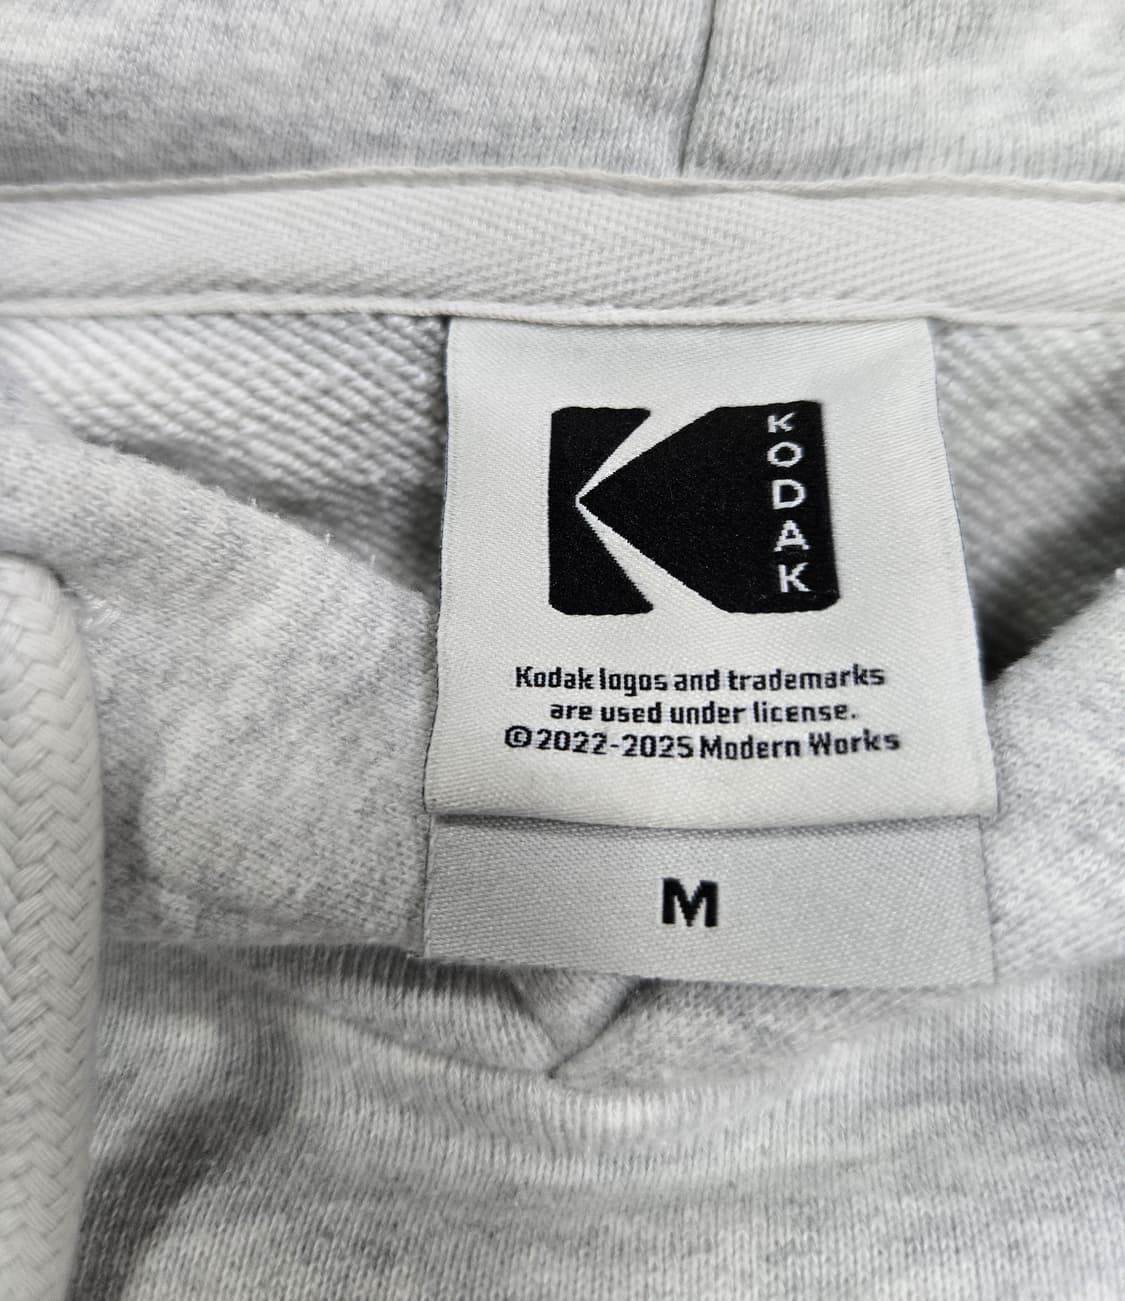 KODAK
Kodak logos and trademarks
are used under license.
©2022-2025 Modern Works
M